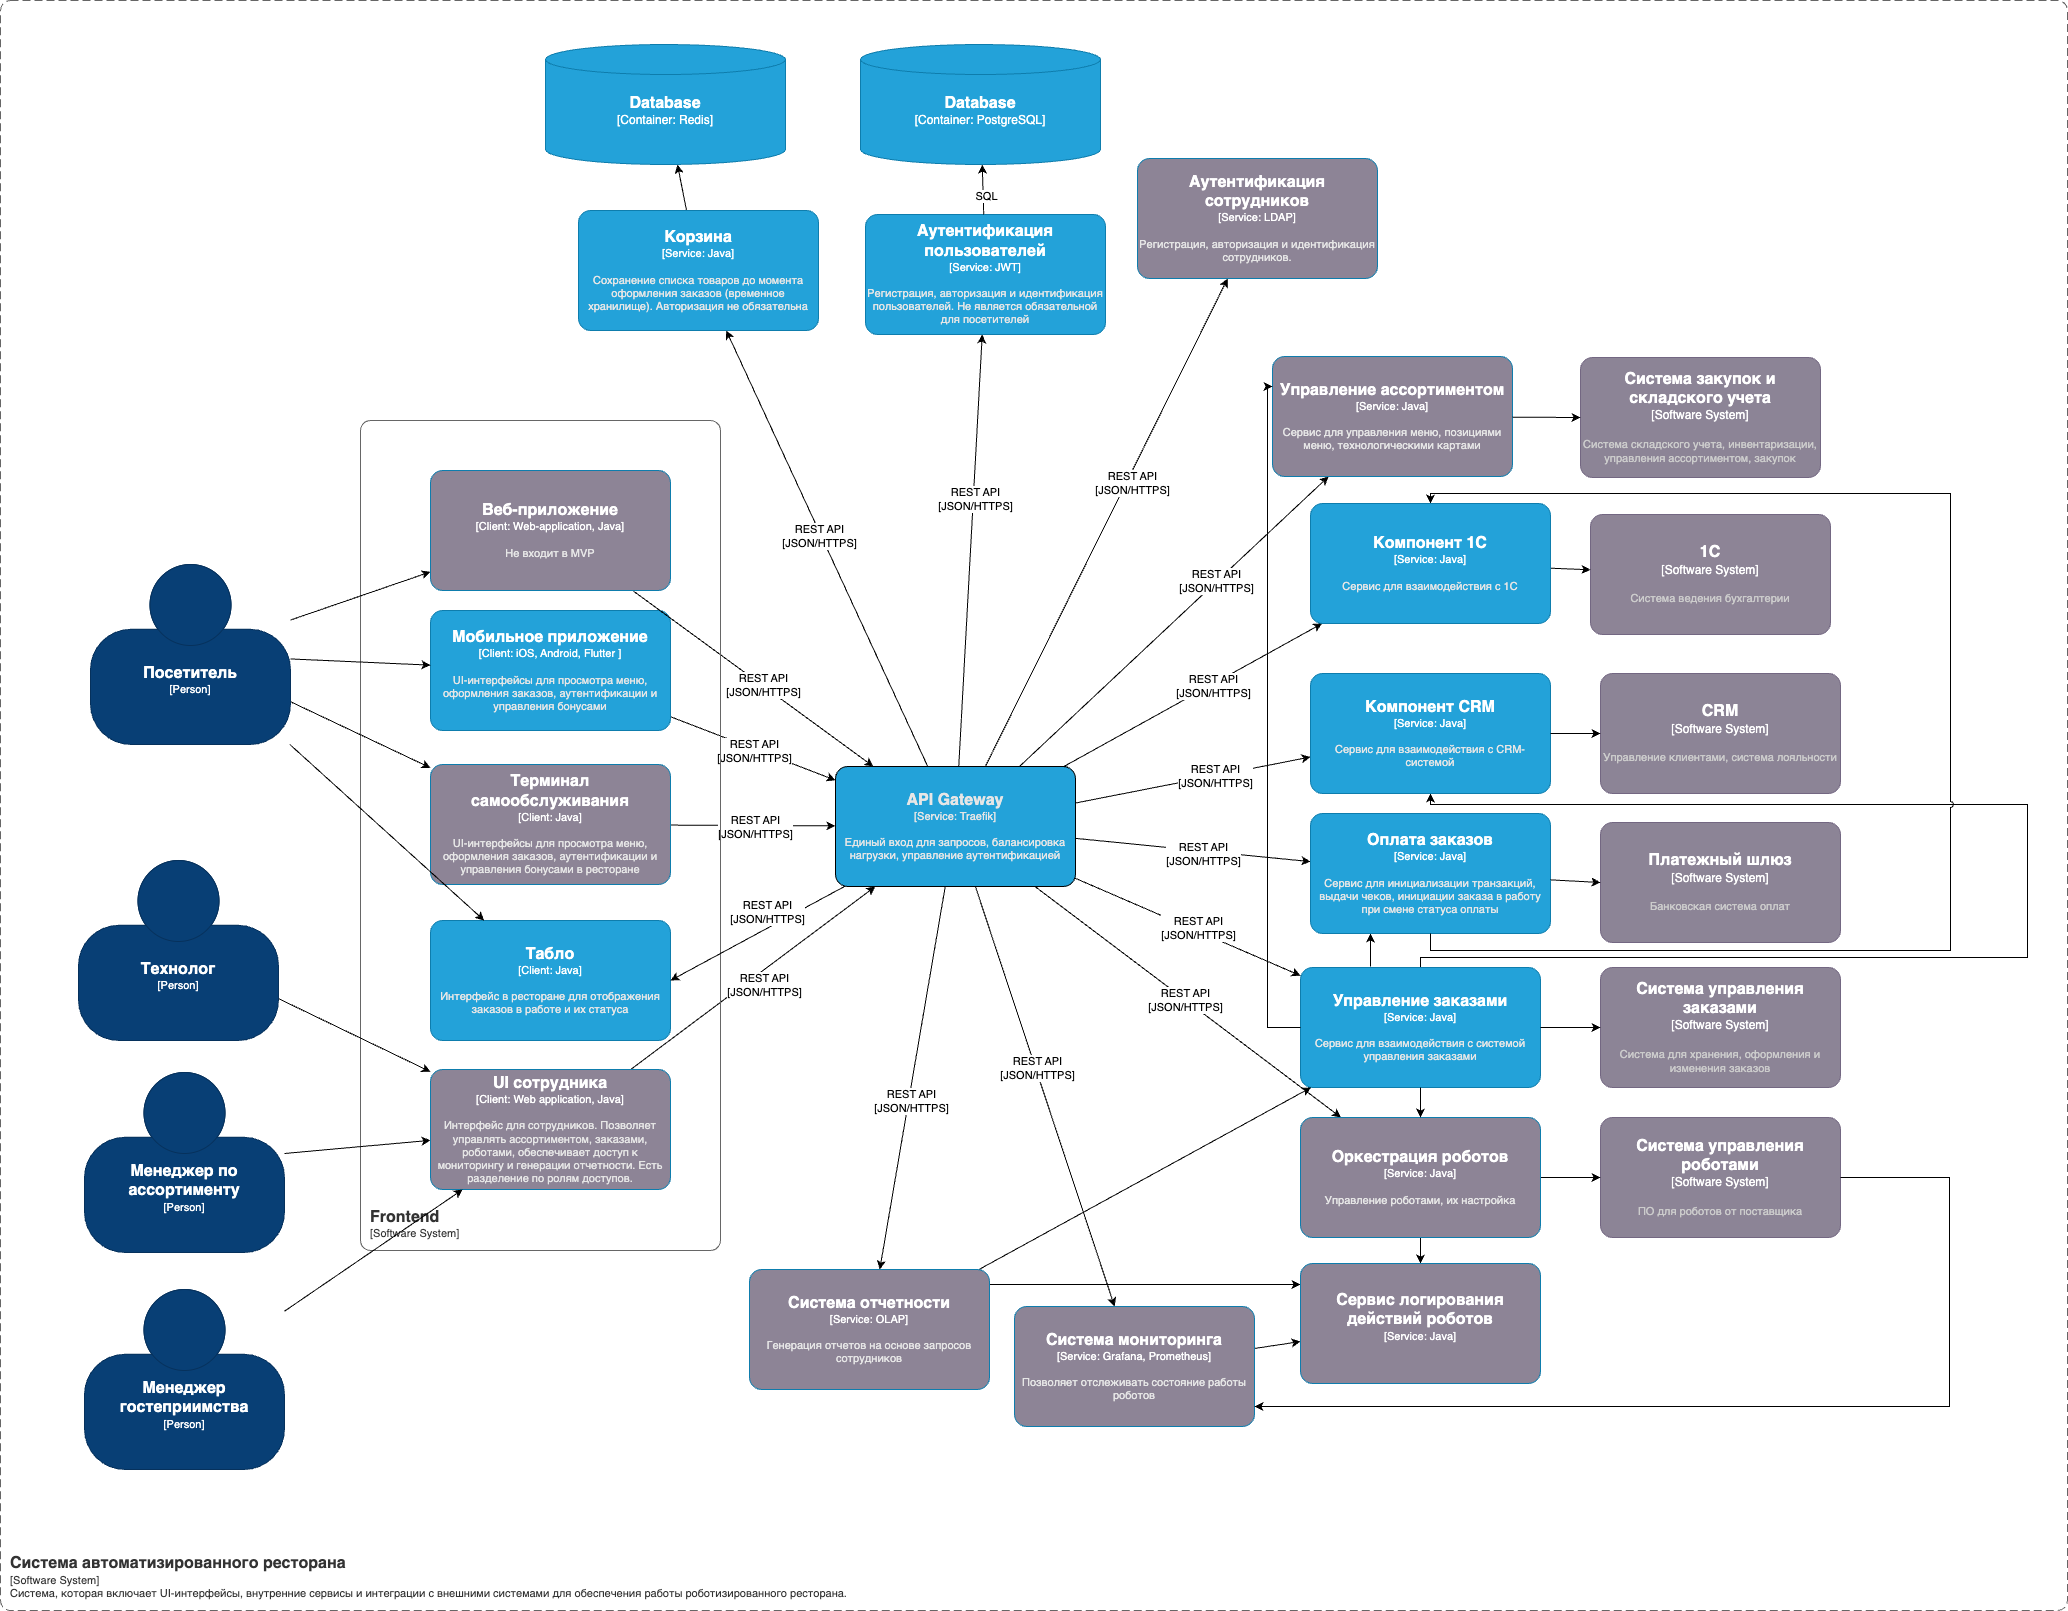 Database
[Container: Redis]
Database
[Container: PostgreSQL]
SQL
Корзина
[Service: Java]
Сохранение списка товаров до момента
оформления заказов (временное
хранилище). Авторизация не обязательна
Аутентификация
пользователей
[Service: JWT]
Регистрация, авторизация и идентификация
пользователей. Не является обязательной
для посетителей
Аутентификация
сотрудников
[Service: LDAP]
Регистрация, авторизация и идентификация
сотрудников.
Управление ассортиментом
[Service: Java]
Сервис для управления меню, позициями
меню, технологическими картами
Система закупок и
складского учета
[Software System]
Система складского учета, инвентаризации,
управления ассортиментом, закупок
REST API
[JSON/HTTPS]
REST API
[JSON/HTTPS]
REST API
[JSON/HTTPS]
REST API
[JSON/HTTPS]
Веб-приложение
[Client: Web-application, Java]
Не входит в MVP
Компонент 1С
[Service: Java]
Сервис для взаимодействия с 1С
1С
[Software System]
Система ведения бухгалтерии
Посетитель
[Person]
Мобильное приложение
[Client: iOS, Android, Flutter ]
UI-интерфейсы для просмотра меню,
оформления заказов, аутентификации и
управления бонусами
REST API
[JSON/HTTPS]
REST API
[JSON/HTTPS]
REST API
[JSON/HTTPS]
Компонент CRM
[Service: Java]
Сервис для взаимодействия с CRM-
системой
CRM
[Software System]
Управление клиентами, система лояльности
Терминал
самообслуживания
[Client: Java]
UI-интерфейсы для просмотра меню,
оформления заказов, аутентификации и
управления бонусами в ресторане
REST API
[JSON/HTTPS]
API Gateway
[Service: Traefik]
Единый вход для запросов, балансировка
нагрузки, управление аутентификацией
REST API
[JSON/HTTPS]
REST API
[JSON/HTTPS]
Оплата заказов
[Service: Java]
Сервис для инициализации транзакций,
выдачи чеков, инициации заказа в работу
при смене статуса оплаты
Платежный шлюз
[Software System]
Банковская система оплат
Технолог
[Person]
Табло
[Client: Java]
Интерфейс в ресторане для отображения
заказов в работе и их статуса
REST API
[JSON/HTTPS]
REST API
[JSON/HTTPS]
REST API
[JSON/HTTPS]
REST API
[JSON/HTTPS]
Управление заказами
[Service: Java]
Сервис для взаимодействия с системой
управления заказами
Система управления
заказами
[Software System]
Система для хранения, оформления и
изменения заказов
REST API
[JSON/HTTPS]
REST API
[JSON/HTTPS]
Менеджер по
ассортименту
[Person]
UI сотрудника
[Client: Web application, Java]
Интерфейс для сотрудников. Позволяет
управлять ассортиментом, заказами,
роботами, обеспечивает доступ к
мониторингу и генерации отчетности. Есть
разделение по ролям доступов.
Frontend
[Software System]
Оркестрация роботов
[Service: Java]
Управление роботами, их настройка
Система управления
роботами
[Software System]
ПО для роботов от поставщика
Менеджер
гостеприимства
[Person]
Система отчетности
[Service: OLAP]
Генерация отчетов на основе запросов
сотрудников
Система мониторинга
[Service: Grafana, Prometheus]
Позволяет отслеживать состояние работы
роботов
Сервис логирования
действий роботов
[Service: Java]
Система автоматизированного ресторана
[Software System]
Система, которая включает UI-интерфейсы, внутренние сервисы и интеграции с внешними системами для обеспечения работы роботизированного ресторана.